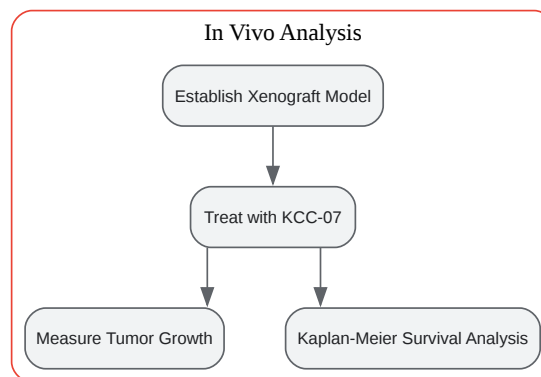 In Vivo Analysis
Establish Xenograft Model
Treat with KCC-07
Measure Tumor Growth
Kaplan-Meier Survival Analysis